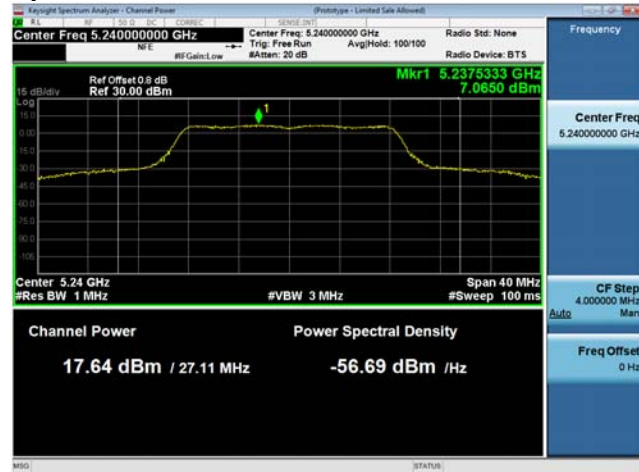 Keysight Spectrum Analyzer - Channel Power
(Prototype - Limited Sale Allowed)
RL RF 50 Ω DC CORREC SENSE:INT
Center Freq 5.240000000 GHz
NFE
#IFGain:Low
Center Freq: 5.240000000 GHz
Trig: Free Run Avg|Hold: 100/100
#Atten: 20 dB
Radio Std: None
Radio Device: BTS
Ref Offset 0.8 dB
15 dB/div Ref 30.00 dBm
Mkr1 5.2375333 GHz
7.0650 dBm
Log
15.0
0.00
15.0
30.0
45.0
60.0
90.0
-105
1
Center 5.24 GHz Span 40 MHz
#Res BW 1 MHz #VBW 3 MHz #Sweep 100 ms
Channel Power Power Spectral Density
17.64 dBm / 27.11 MHz -56.69 dBm /Hz
MSG STATUS
Frequency
Center Freq
5.240000000 GHz
CF Step
4.000000 MHz
Auto Man
Freq Offset
0 Hz